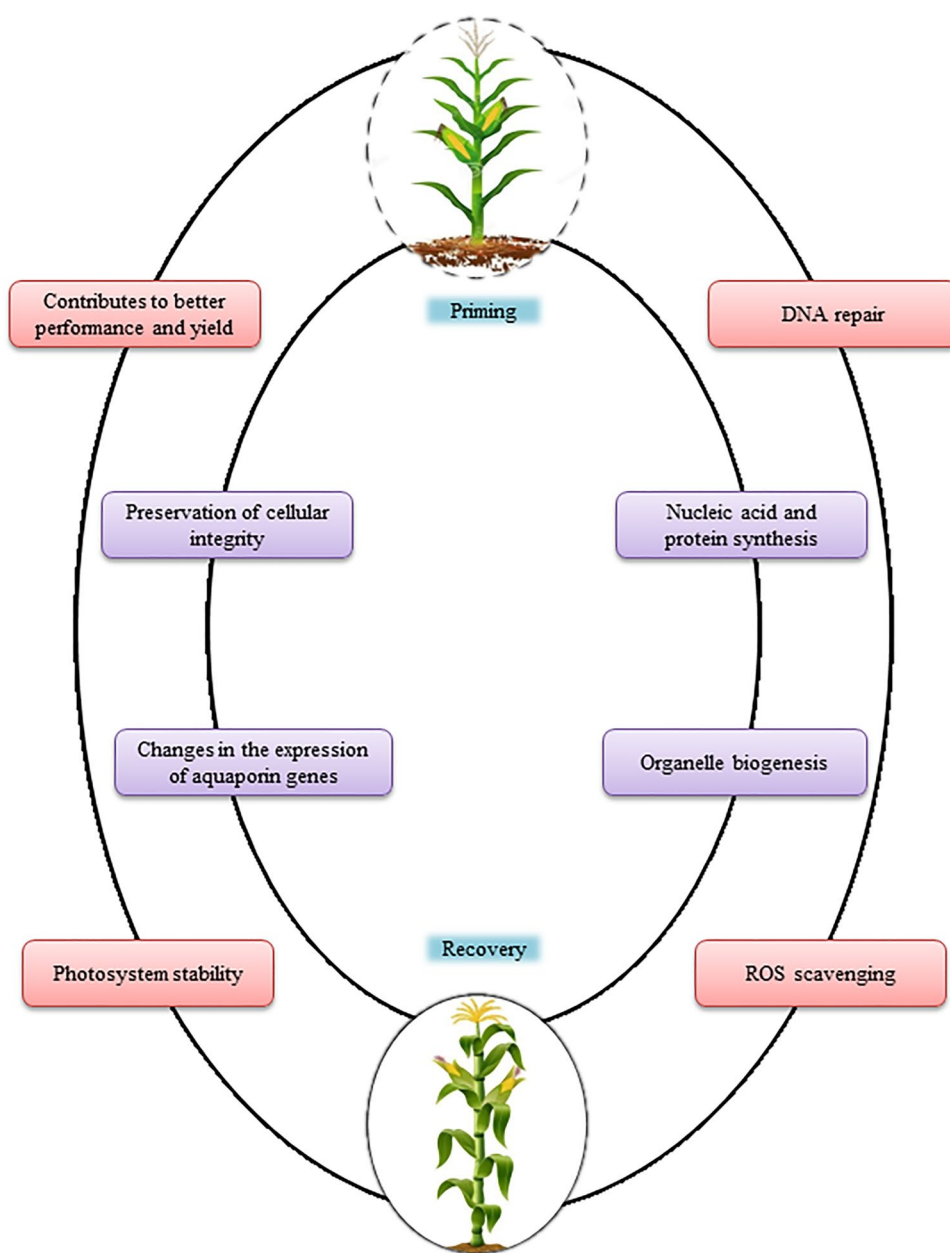 Priming
Contributes to better
performance and yield
DNA repair
Preservation of cellular
integrity
Nucleic acid and
protein synthesis
Changes in the expression
of aquaporin genes
Organelle biogenesis
Recovery
Photosystem stability
ROS scavenging